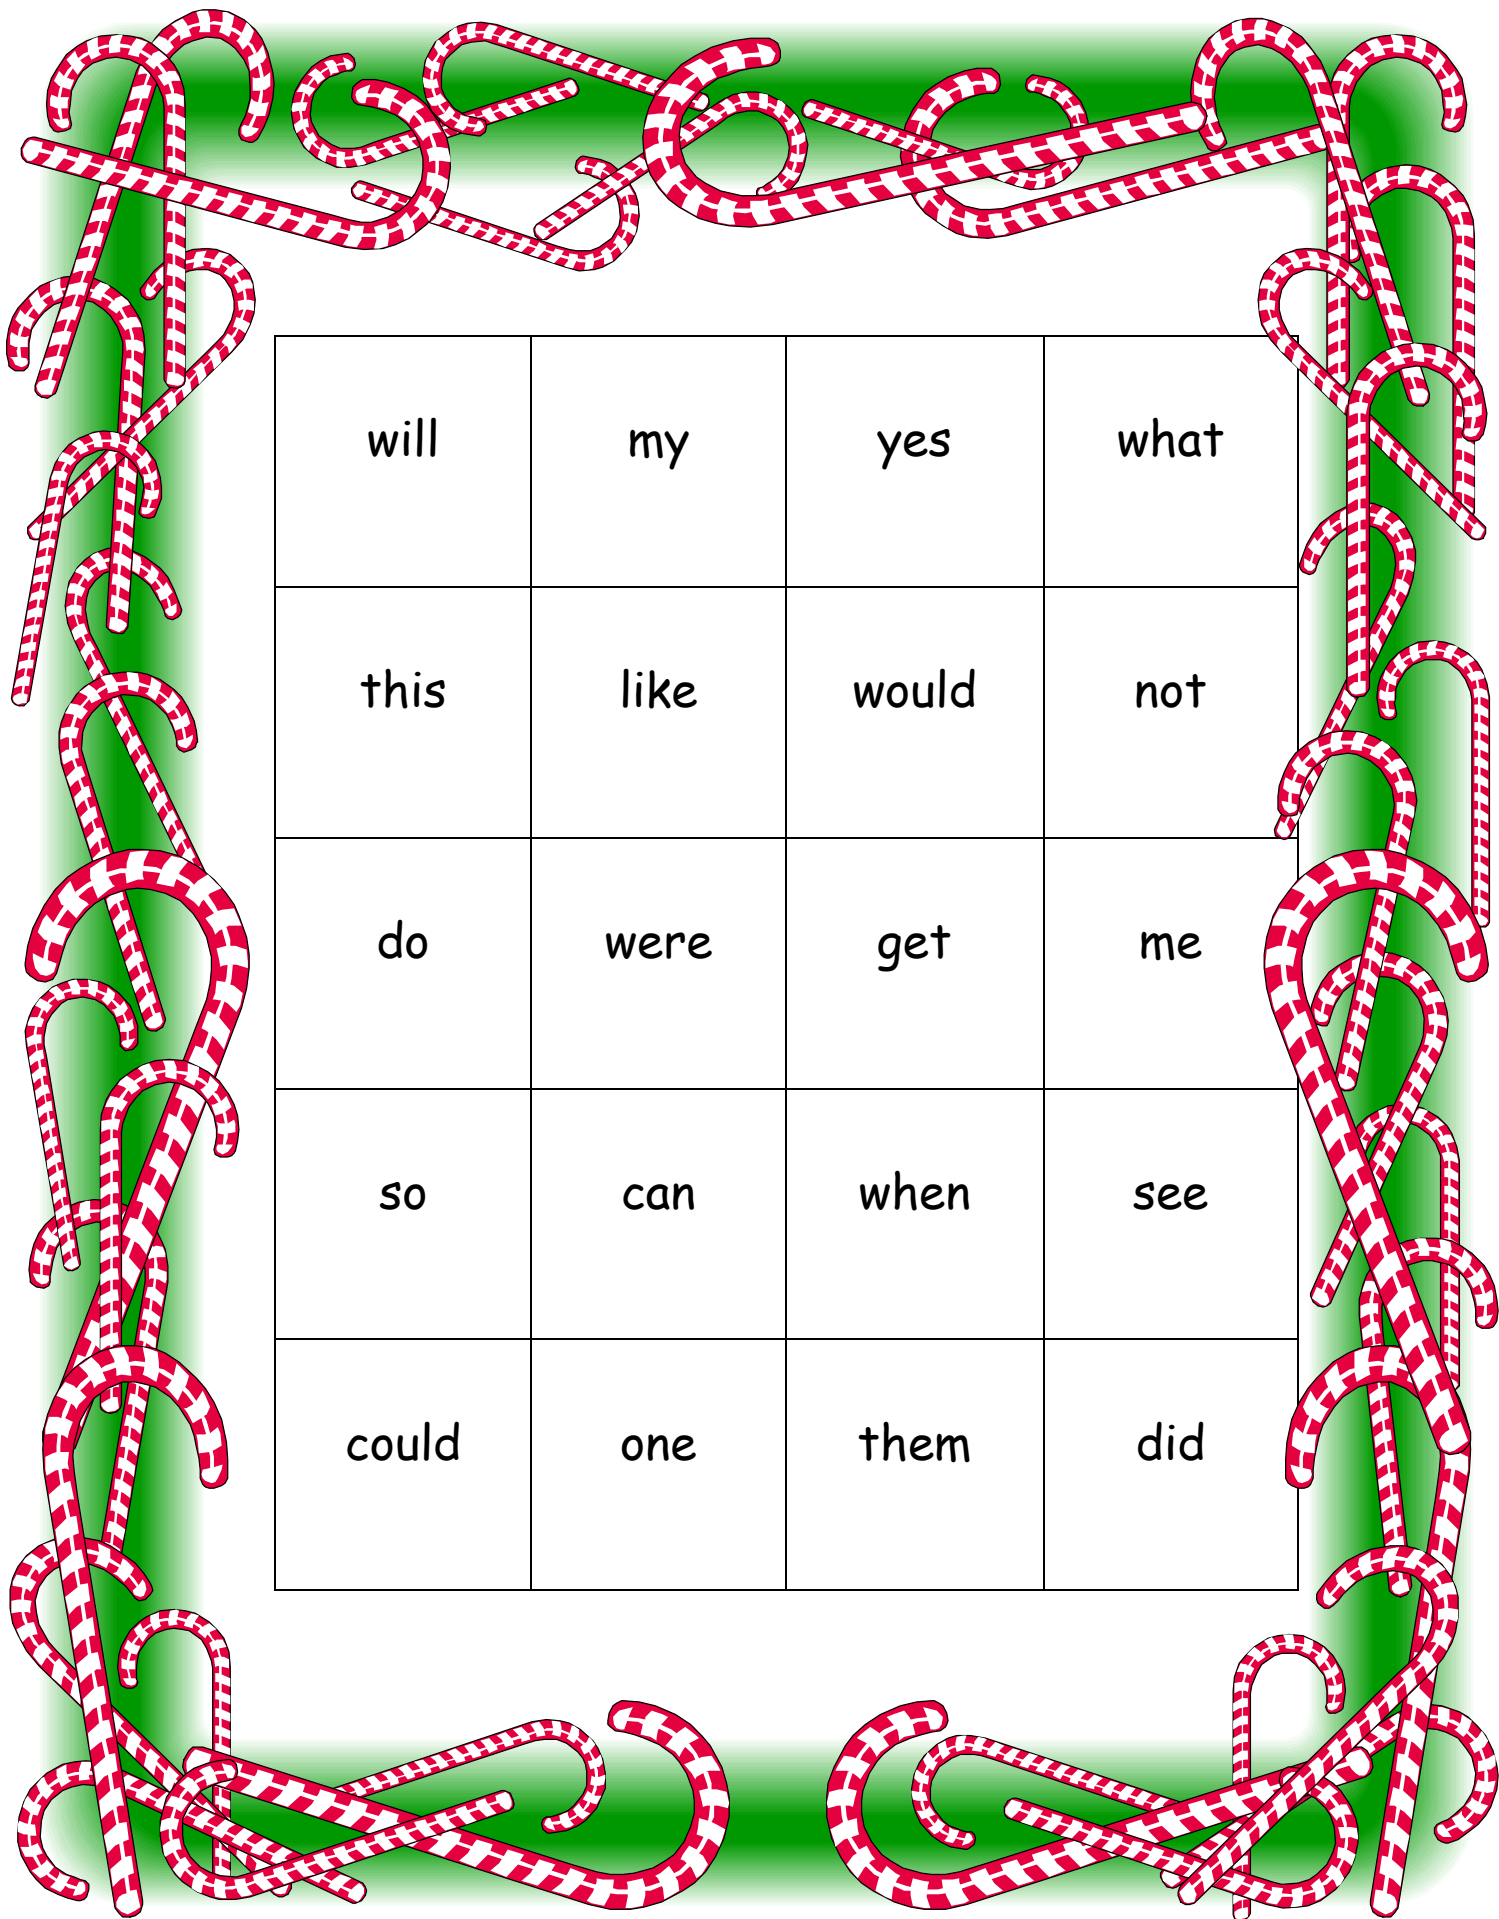 will my yes what
this like would not
do were get me
so can when see
could one them did